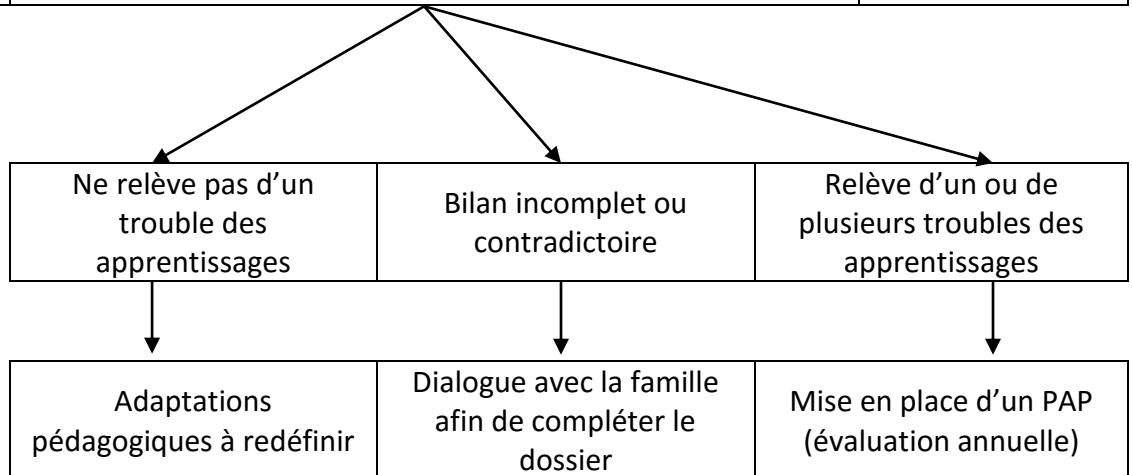 Ne relève pas d’un
trouble des
apprentissages
Bilan incomplet ou
contradictoire
Relève d’un ou de
plusieurs troubles des
apprentissages
Adaptations
pédagogiques à redéfinir
Dialogue avec la famille
afin de compléter le
dossier
Mise en place d’un PAP
(évaluation annuelle)